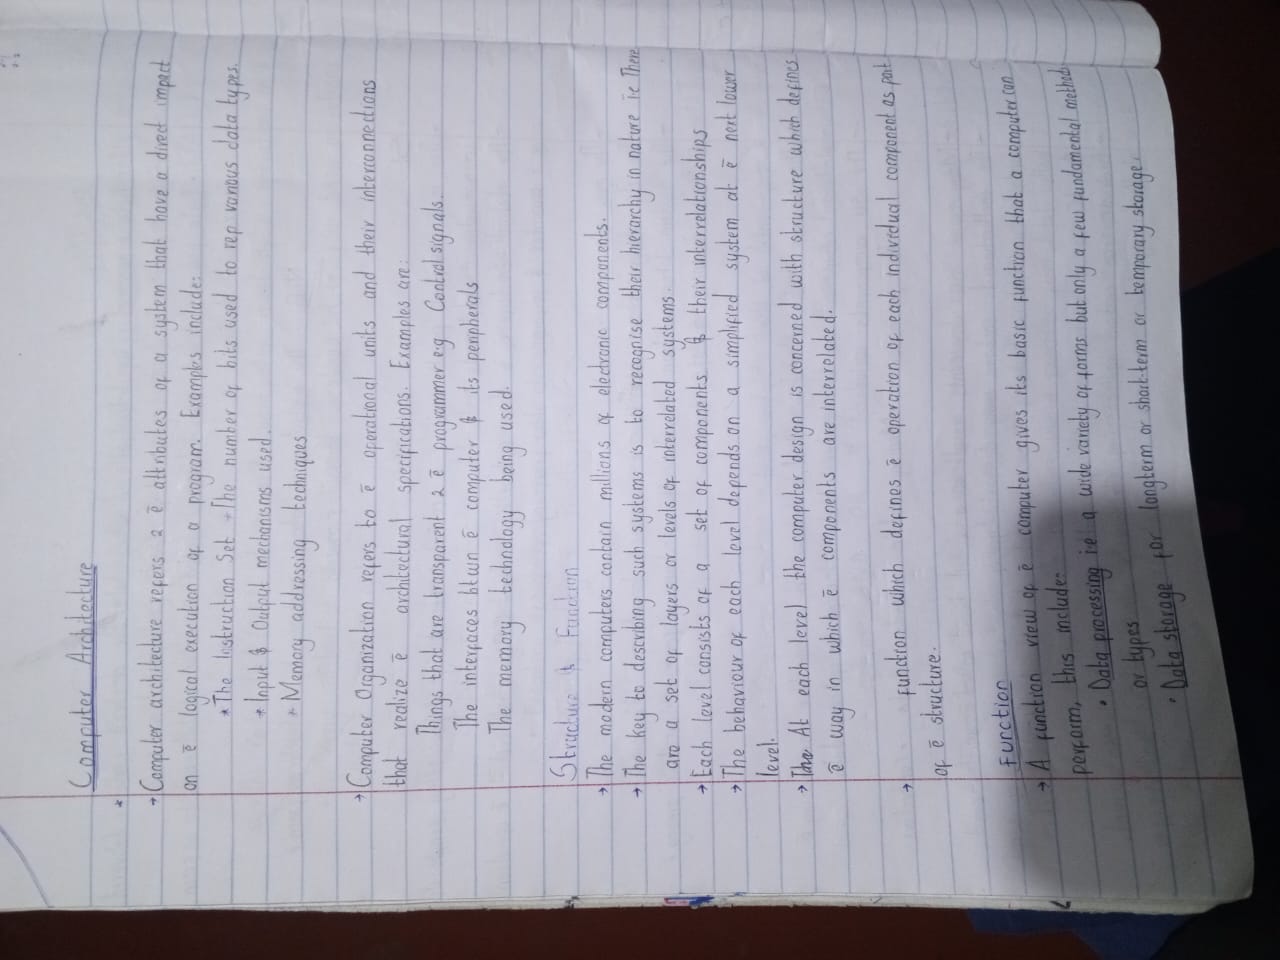 Computer Architecture
*
→ Computer architecture refers 2 ē attributes of a system that have a direct impact
on ē logical execution of a program. Examples include:
* The Instruction Set - The number of bits used to rep various data types.
* Input & Output mechanisms used.
* Memory addressing techniques
→ Computer Organization refers to ē operational units and their interconnections
that realize ē architectural specifications. Examples are:
Things that are transparent 2 ē programmer e.g Control signals.
The interfaces btwn ē computer & its peripherals
The memory technology being used.
Structure & Function
→ The modern computers contain millions of electronic components.
→ The key to describing such systems is to recognise their hierarchy in nature i.e There
are a set of layers or levels of interrelated systems.
→ Each level consists of a set of components & their interrelationships
→ The behaviour of each level depends on a simplified system at ē next lower
level.
→ The At each level the computer design is concerned with structure which defines
ē way in which ē components are interrelated.
→ function which defines ē operation of each individual component as part
of ē structure.
Function
→ A function view of ē computer gives its basic function that a computer can
perform, this include:
• Data processing i.e a wide variety of forms but only a few fundamental methods
or types
• Data storage for longterm or short-term or temporary storage.